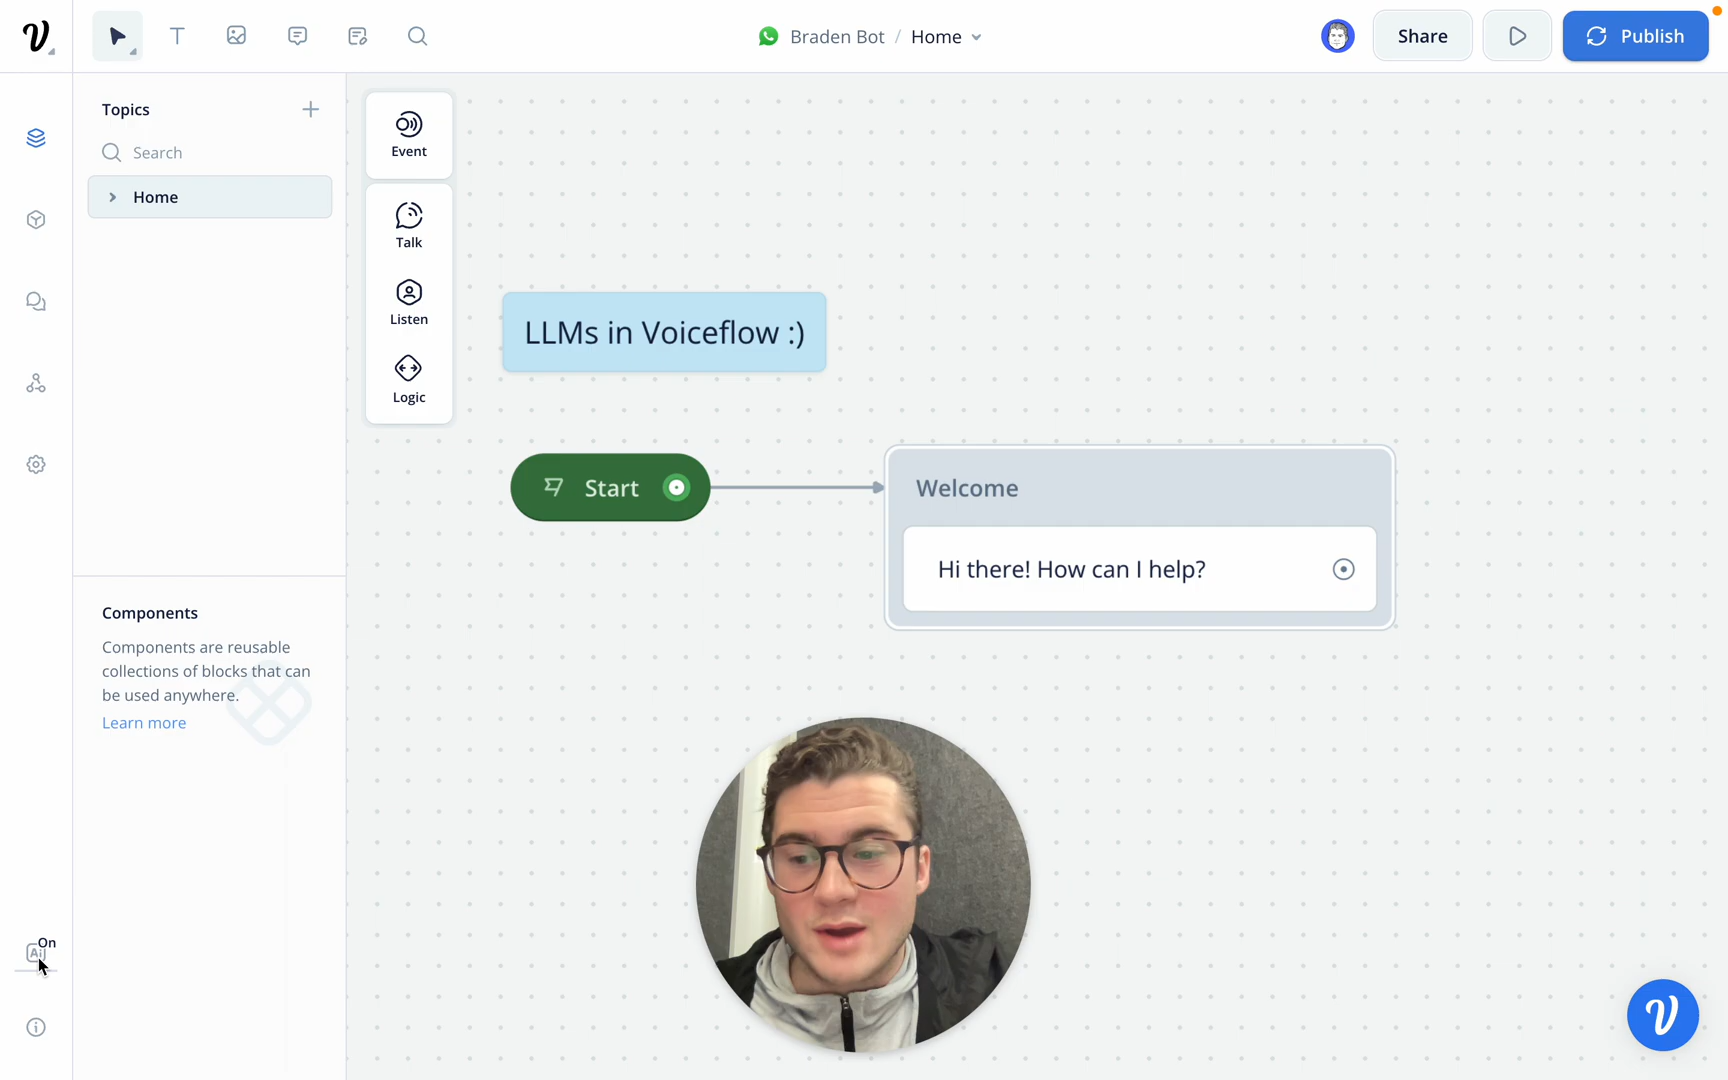 Braden Bot / Home
Share
Publish
Topics
Search
Home
Event
Talk
Listen
Logic
LLMs in Voiceflow :)
Start
Welcome
Hi there! How can I help?
Components
Components are reusable
collections of blocks that can
be used anywhere.
Learn more
On
Ai